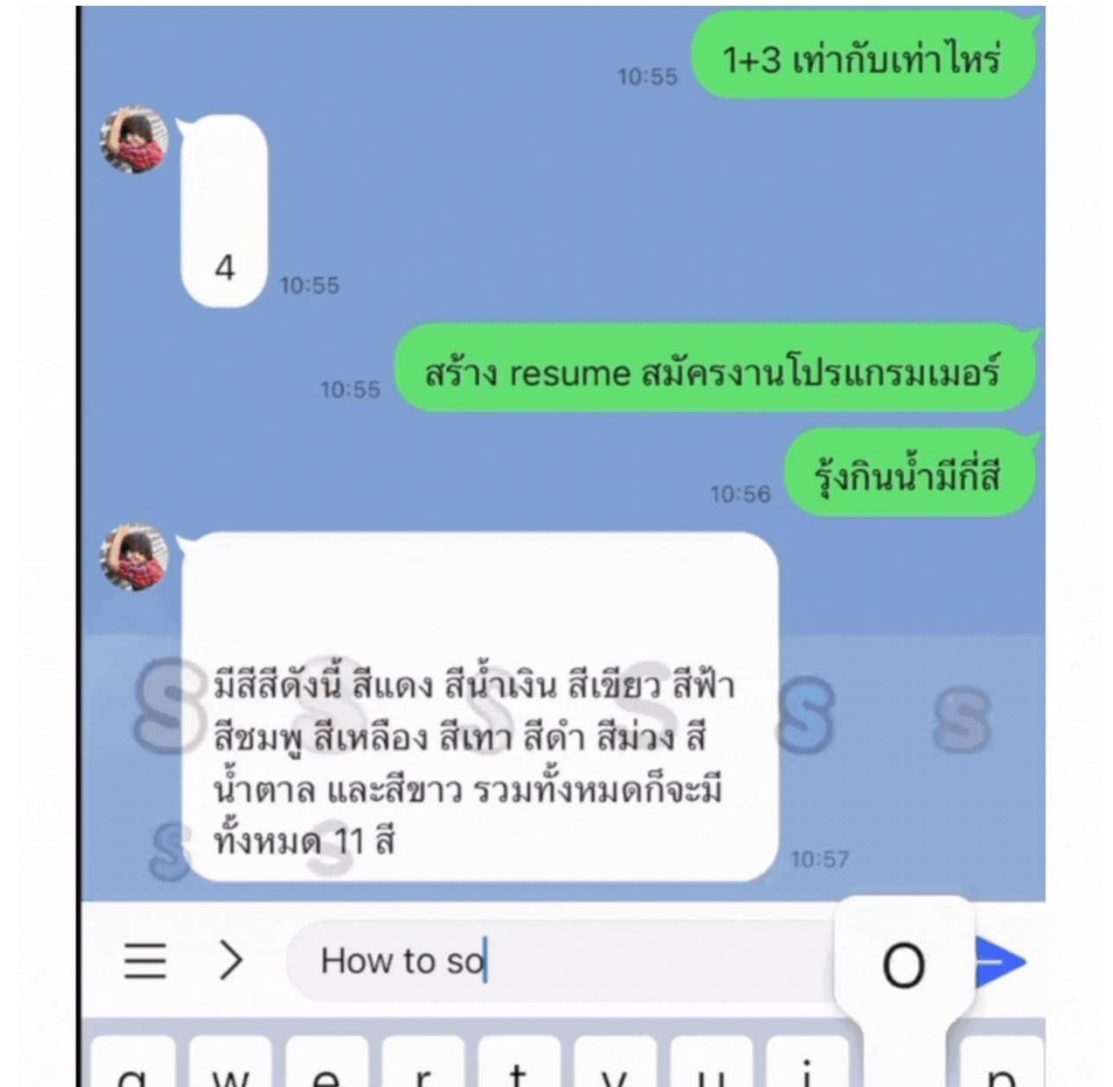 1+3 เท่ากับเท่าไหร่
10:55
4
10:55
สร้าง resume สมัครงานโปรแกรมเมอร์
10:55
รุ้งกินน้ำมีกี่สี
10:56
มีสีสีดังนี้ สีแดง สีน้ำเงิน สีเขียว สีฟ้า
สีชมพู สีเหลือง สีเทา สีดำ สีม่วง สี
น้ำตาล และสีขาว รวมทั้งหมดก็จะมี
ทั้งหมด 11 สี
10:57
S S S S S S
S S
How to so
O
q w e r t y u i p